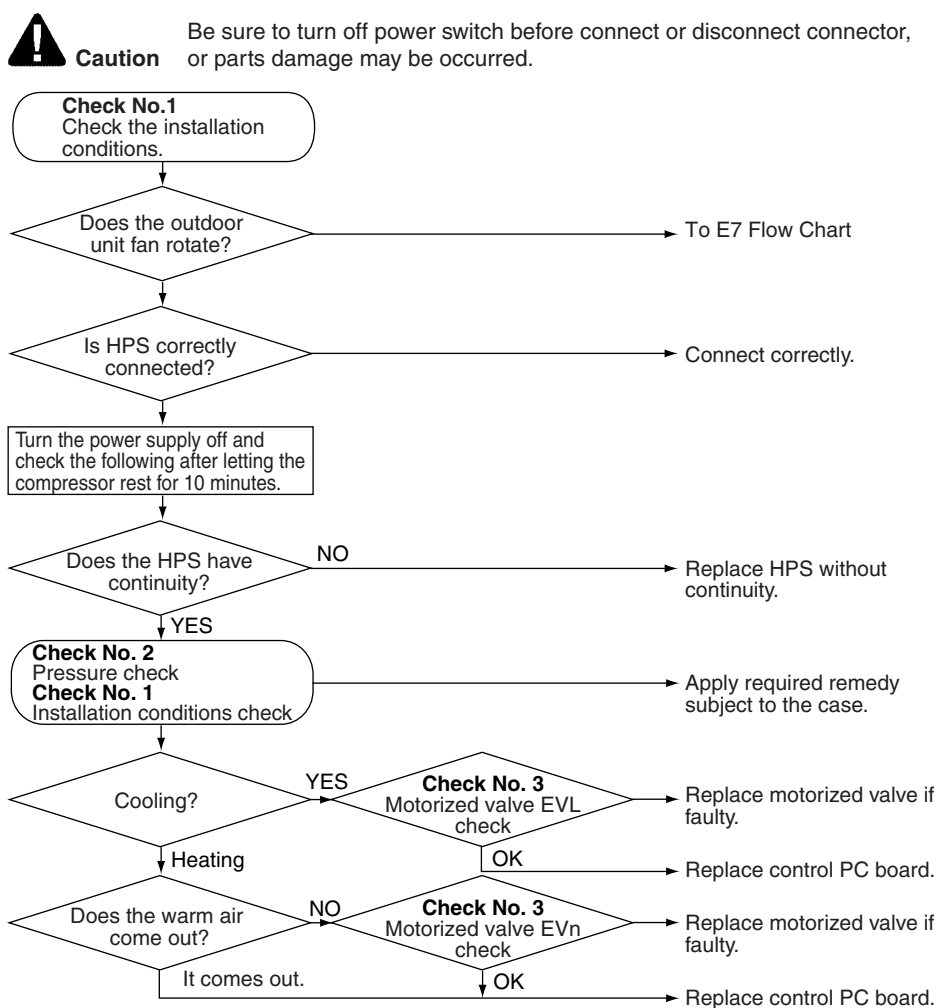 Be sure to turn off power switch before connect or disconnect connector,
Caution or parts damage may be occurred.
Check No.1
Check the installation
conditions.
Does the outdoor
unit fan rotate?
To E7 Flow Chart
Is HPS correctly
connected?
Connect correctly.
Turn the power supply off and
check the following after letting the
compressor rest for 10 minutes.
Does the HPS have
continuity?
NO
Replace HPS without
continuity.
YES
Check No. 2
Pressure check
Check No. 1
Installation conditions check
Apply required remedy
subject to the case.
Cooling?
YES
Check No. 3
Motorized valve EVL
check
Replace motorized valve if
faulty.
OK
Replace control PC board.
Heating
Does the warm air
come out?
NO
Check No. 3
Motorized valve EVn
check
Replace motorized valve if
faulty.
It comes out.
OK
Replace control PC board.